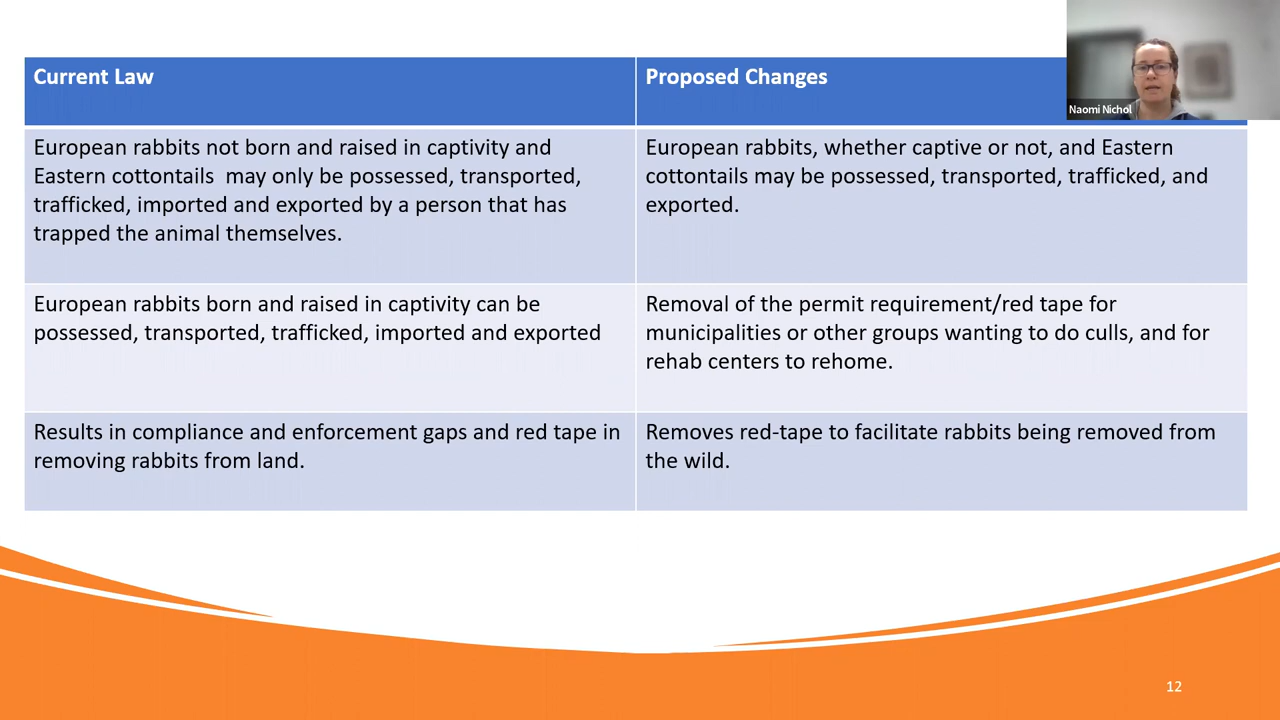 Current Law
Proposed Changes
Naomi Nichol
European rabbits not born and raised in captivity and
Eastern cottontails  may only be possessed, transported,
trafficked, imported and exported by a person that has
trapped the animal themselves.
European rabbits, whether captive or not, and Eastern
cottontails may be possessed, transported, trafficked, and
exported.
European rabbits born and raised in captivity can be
possessed, transported, trafficked, imported and exported
Removal of the permit requirement/red tape for
municipalities or other groups wanting to do culls, and for
rehab centers to rehome.
Results in compliance and enforcement gaps and red tape in
removing rabbits from land.
Removes red-tape to facilitate rabbits being removed from
the wild.
12